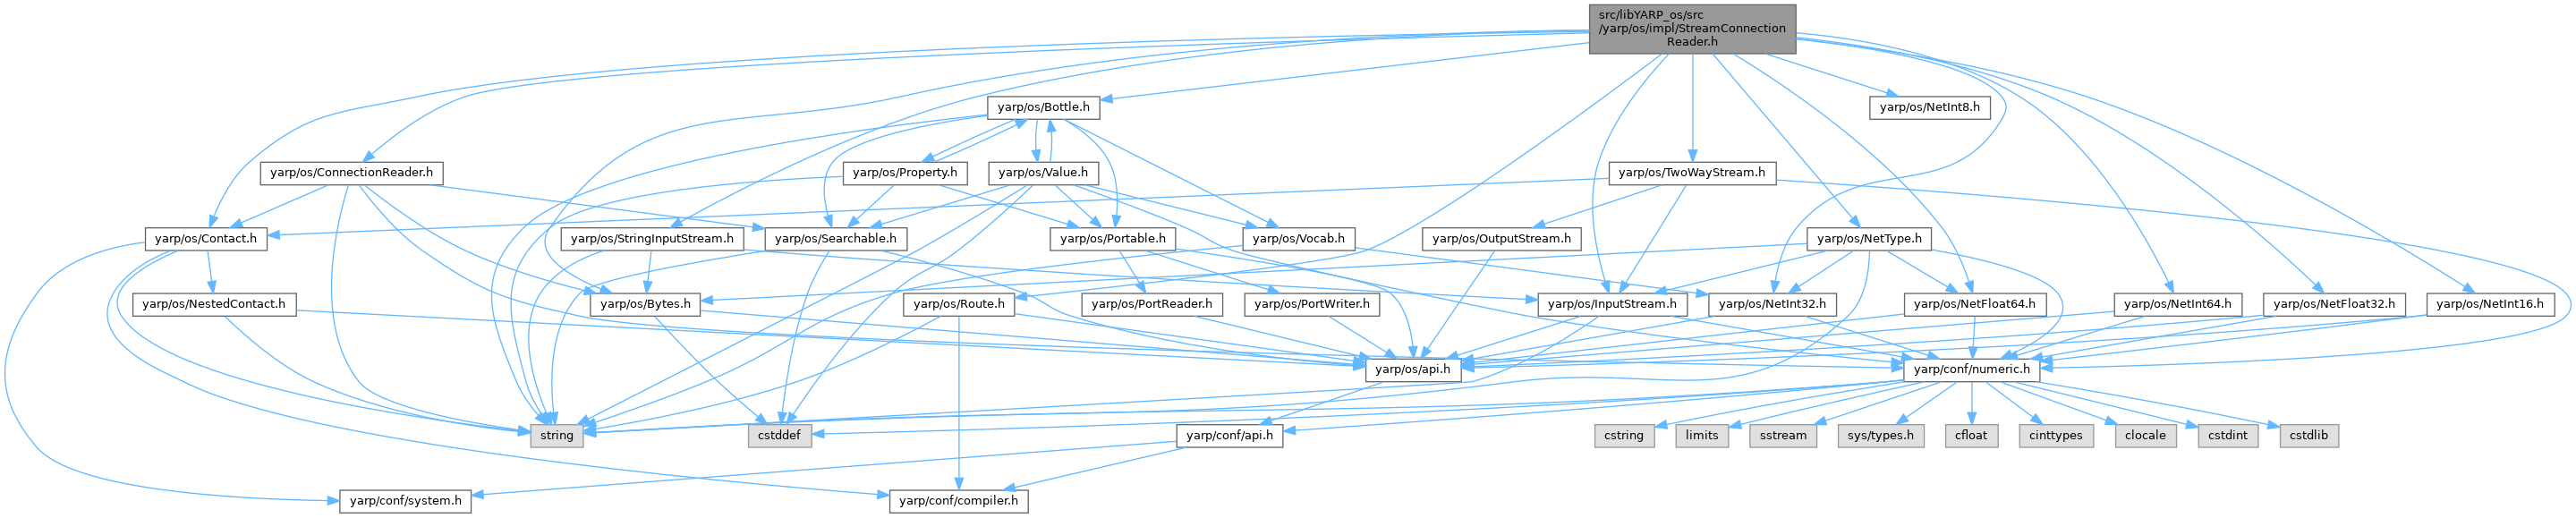 src/libYARP_os/src
/yarp/os/impl/StreamConnection
Reader.h
yarp/os/Bottle.h
yarp/os/NetInt8.h
yarp/os/ConnectionReader.h
yarp/os/Property.h
yarp/os/Value.h
yarp/os/TwoWayStream.h
yarp/os/Contact.h
yarp/os/StringInputStream.h
yarp/os/Searchable.h
yarp/os/Portable.h
yarp/os/Vocab.h
yarp/os/OutputStream.h
yarp/os/NetType.h
yarp/os/NestedContact.h
yarp/os/Bytes.h
yarp/os/Route.h
yarp/os/PortReader.h
yarp/os/PortWriter.h
yarp/os/InputStream.h
yarp/os/NetInt32.h
yarp/os/NetFloat64.h
yarp/os/NetInt64.h
yarp/os/NetFloat32.h
yarp/os/NetInt16.h
yarp/os/api.h
yarp/conf/numeric.h
string
cstddef
yarp/conf/api.h
cstring
limits
sstream
sys/types.h
cfloat
cinttypes
clocale
cstdint
cstdlib
yarp/conf/system.h
yarp/conf/compiler.h